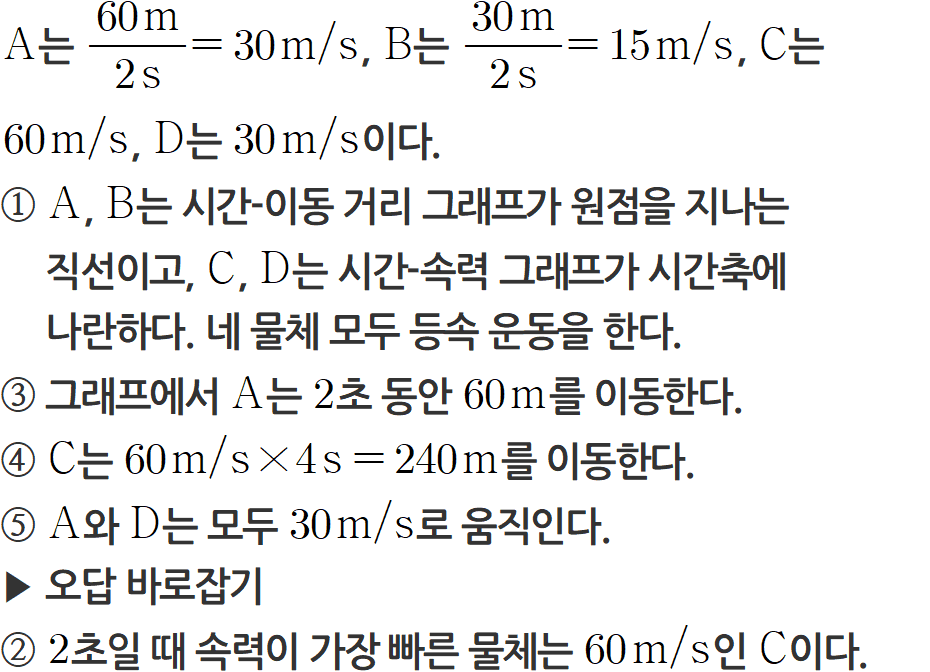 A는 60 m/2 s = 30 m/s, B는 30 m/2 s = 15 m/s, C는
60 m/s, D는 30 m/s이다.
① A, B는 시간-이동 거리 그래프가 원점을 지나는
직선이고, C, D는 시간-속력 그래프가 시간축에
나란하다. 네 물체 모두 등속 운동을 한다.
③ 그래프에서 A는 2초 동안 60 m를 이동한다.
④ C는 60 m/s×4 s = 240 m를 이동한다.
⑤ A와 D는 모두 30 m/s로 움직인다.
▶ 오답 바로잡기
② 2초일 때 속력이 가장 빠른 물체는 60 m/s인 C이다.